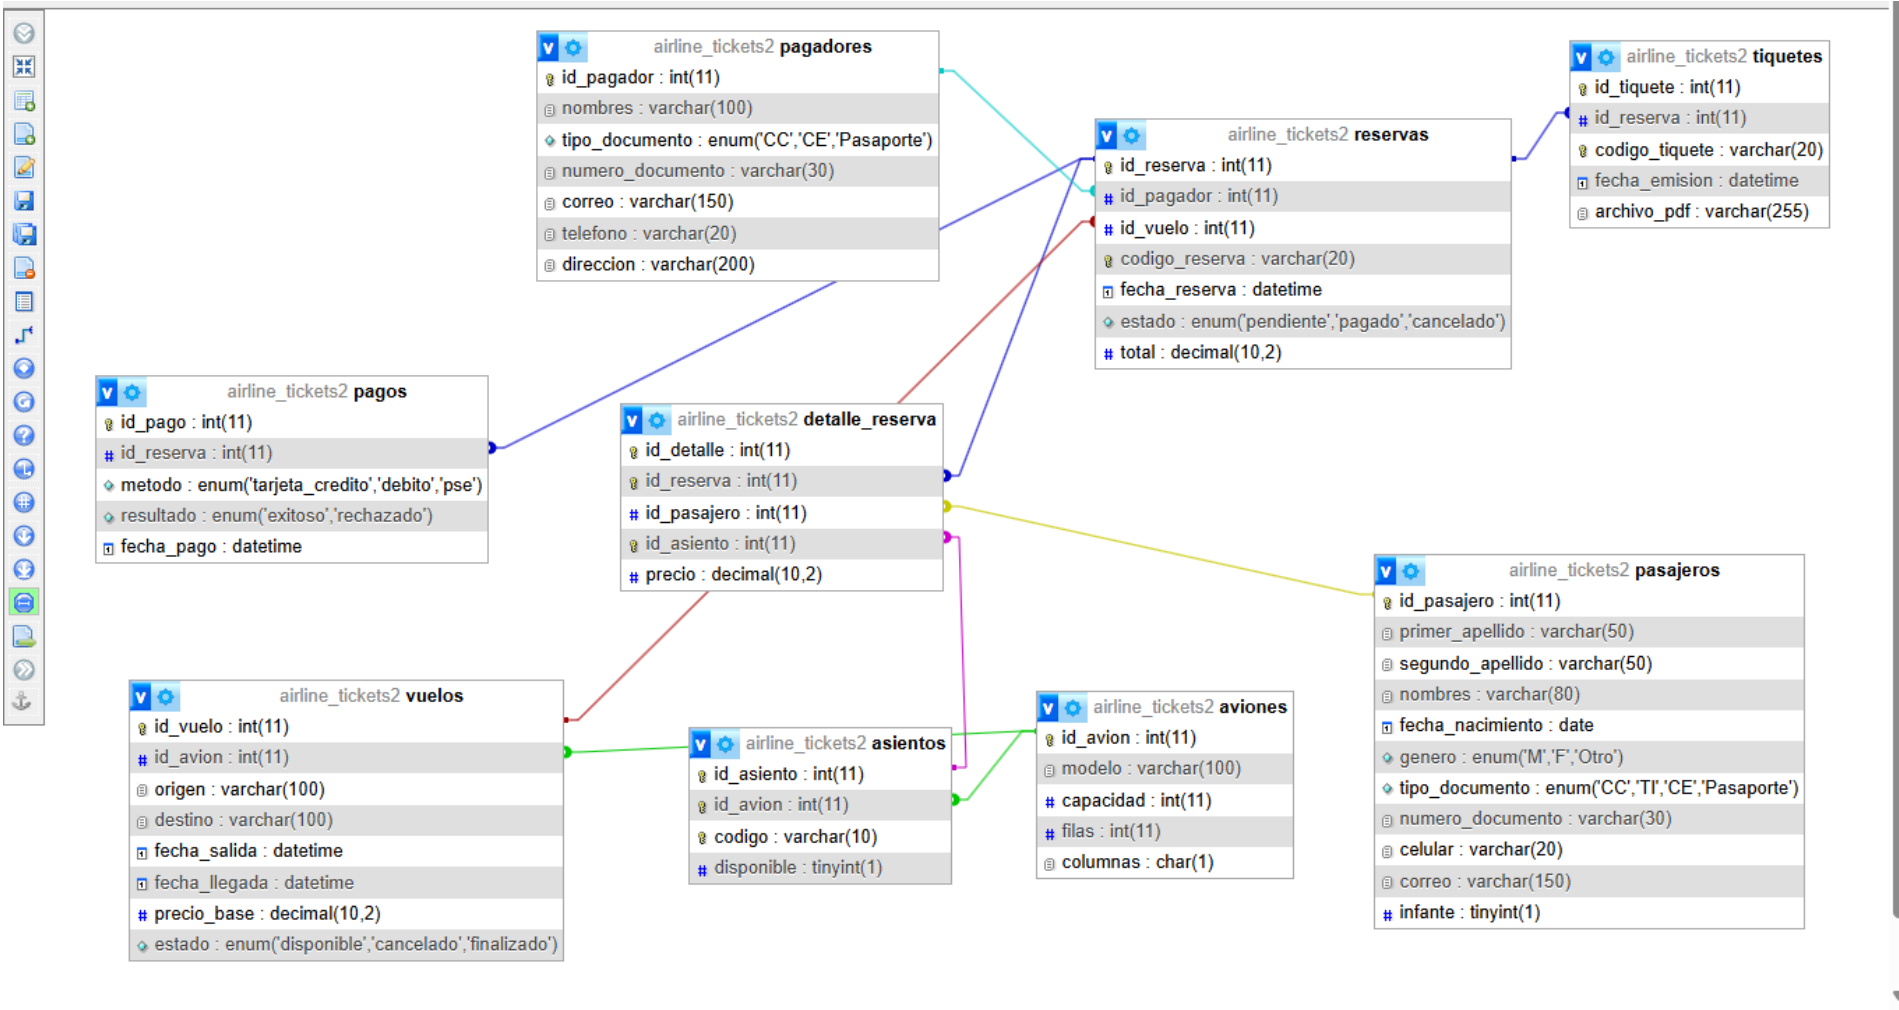 airline_tickets2 pagadores
id_pagador : int(11)
nombres : varchar(100)
tipo_documento : enum('CC','CE','Pasaporte')
numero_documento : varchar(30)
correo : varchar(150)
telefono : varchar(20)
direccion : varchar(200)
airline_tickets2 tiquetes
id_tiquete : int(11)
id_reserva : int(11)
codigo_tiquete : varchar(20)
fecha_emision : datetime
archivo_pdf : varchar(255)
airline_tickets2 reservas
id_reserva : int(11)
id_pagador : int(11)
id_vuelo : int(11)
codigo_reserva : varchar(20)
fecha_reserva : datetime
estado : enum('pendiente','pagado','cancelado')
total : decimal(10,2)
airline_tickets2 pagos
id_pago : int(11)
id_reserva : int(11)
metodo : enum('tarjeta_credito','debito','pse')
resultado : enum('exitoso','rechazado')
fecha_pago : datetime
airline_tickets2 detalle_reserva
id_detalle : int(11)
id_reserva : int(11)
id_pasajero : int(11)
id_asiento : int(11)
precio : decimal(10,2)
airline_tickets2 pasajeros
id_pasajero : int(11)
primer_apellido : varchar(50)
segundo_apellido : varchar(50)
nombres : varchar(80)
fecha_nacimiento : date
genero : enum('M','F','Otro')
tipo_documento : enum('CC','TI','CE','Pasaporte')
numero_documento : varchar(30)
celular : varchar(20)
correo : varchar(150)
infante : tinyint(1)
airline_tickets2 vuelos
id_vuelo : int(11)
id_avion : int(11)
origen : varchar(100)
destino : varchar(100)
fecha_salida : datetime
fecha_llegada : datetime
precio_base : decimal(10,2)
estado : enum('disponible','cancelado','finalizado')
airline_tickets2 asientos
id_asiento : int(11)
id_avion : int(11)
codigo : varchar(10)
disponible : tinyint(1)
airline_tickets2 aviones
id_avion : int(11)
modelo : varchar(100)
capacidad : int(11)
filas : int(11)
columnas : char(1)